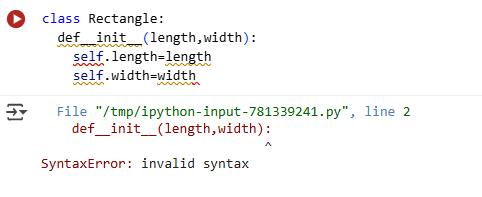 class Rectangle:
  def__init__(length,width):
    self.length=length
    self.width=width
File "/tmp/ipython-input-781339241.py", line 2
    def__init__(length,width):
                              ^
SyntaxError: invalid syntax